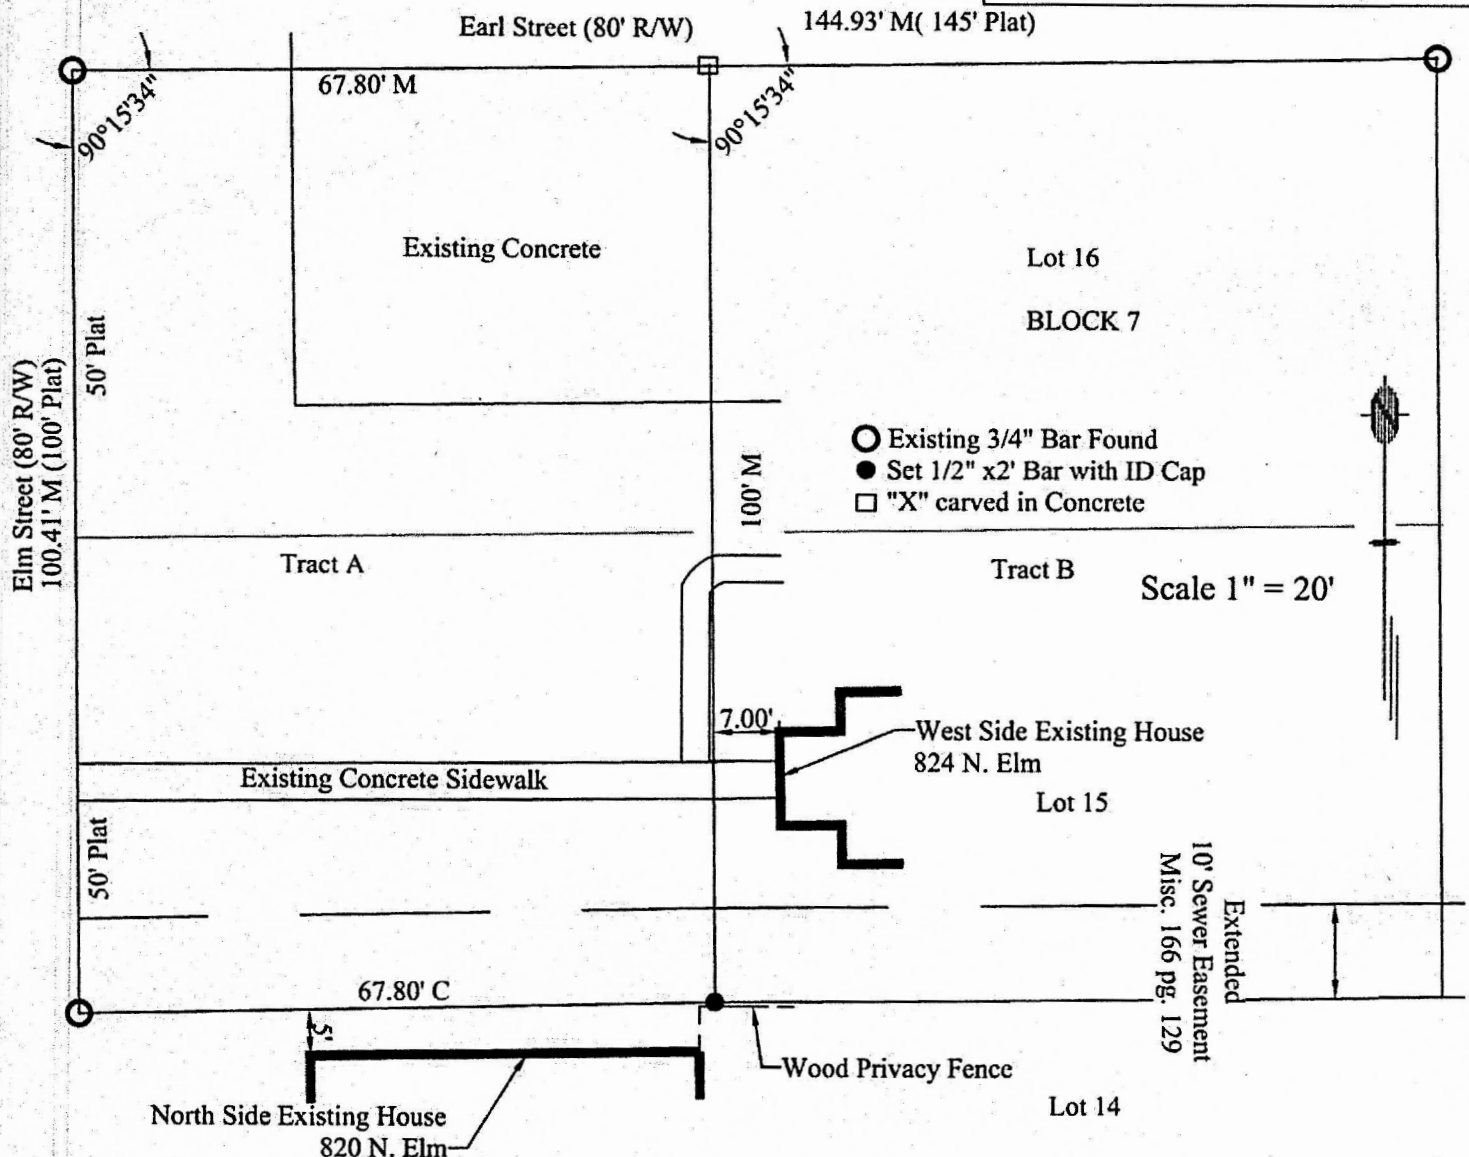 Earl Street (80' R/W)
144.93' M( 145' Plat)
67.80' M
90°15'34"
90°15'34"
Existing Concrete
Lot 16
BLOCK 7
50' Plat
Elm Street (80' R/W)
100.41' M (100' Plat)
Existing 3/4" Bar Found
Set 1/2" x2' Bar with ID Cap
"X" carved in Concrete
100' M
N
Tract A
Tract B
Scale 1" = 20'
7.00'
West Side Existing House
824 N. Elm
Existing Concrete Sidewalk
Lot 15
50' Plat
Extended
10' Sewer Easement
Misc. 166 pg. 129
67.80' C
5'
Wood Privacy Fence
North Side Existing House
820 N. Elm
Lot 14